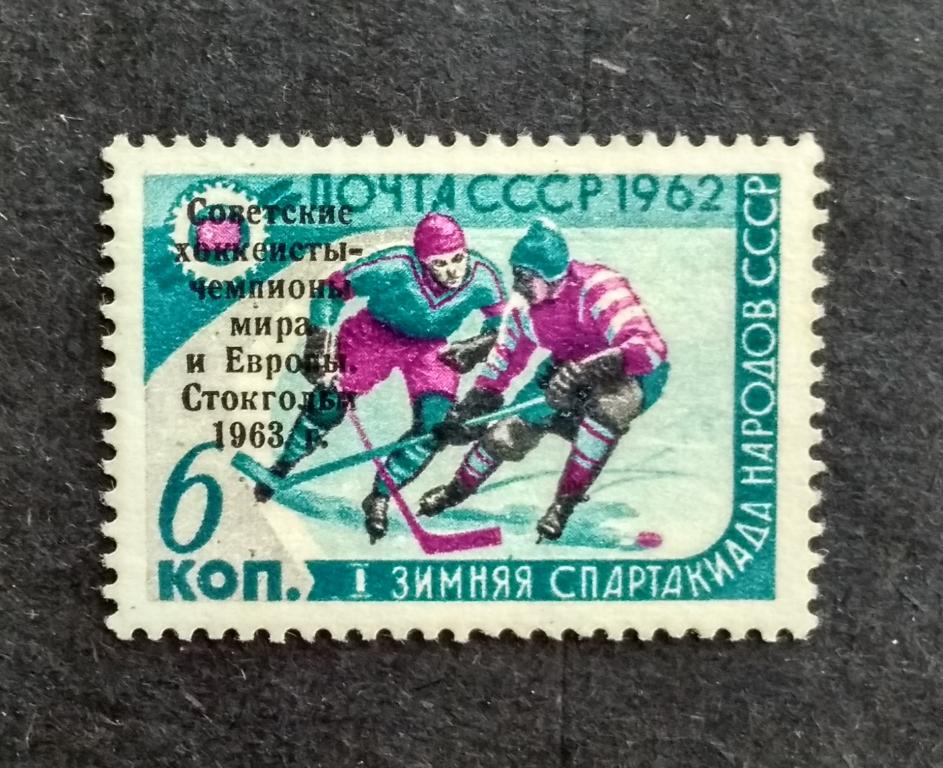 ПОЧТА СССР 1962
Советские
хоккеисты-
чемпионы
мира
и Европы.
Стокгольм
1963 г.
6
КОП.
I ЗИМНЯЯ СПАРТАКИАДА НАРОДОВ СССР